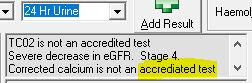 24 Hr Urine
Add Result
Haemol
TC02 is not an accredited test
Severe decrease in eGFR. Stage 4.
Corrected calcium is not an accrediated test